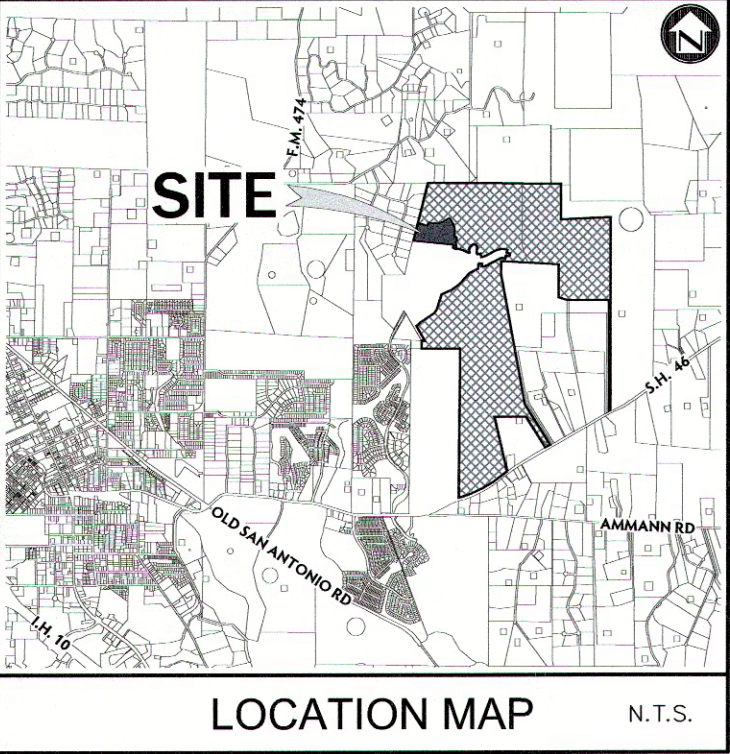 N
F.M. 474
SITE
S.H. 46
OLD SAN ANTONIO RD
AMMANN RD
I.H. 10
LOCATION MAP
N.T.S.